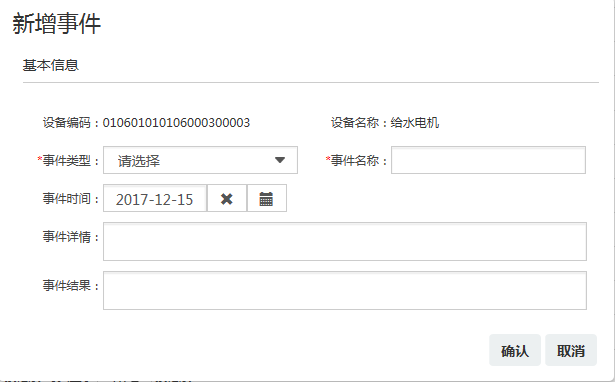 新增事件
基本信息
设备编码：010601010106000300003 设备名称：给水电机
*事件类型： 请选择 *事件名称：
事件时间： 2017-12-15
事件详情：
事件结果：
确认 取消